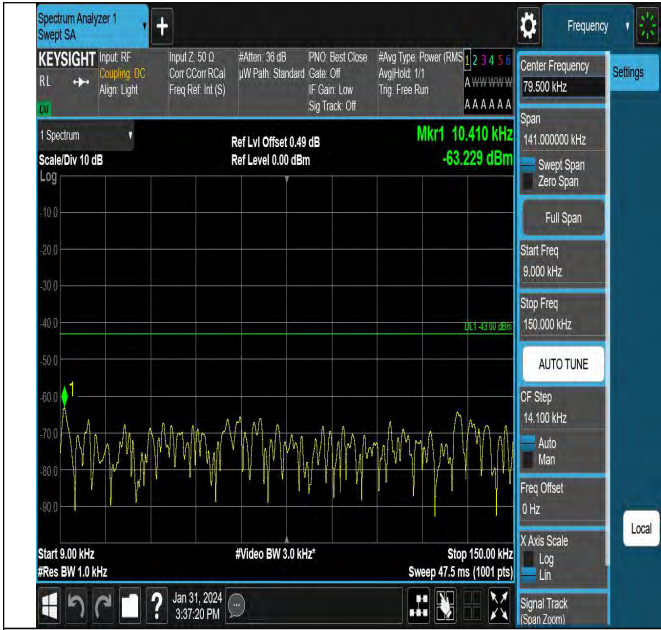 Spectrum Analyzer 1
Swept SA
+
Frequency
KEYSIGHT
RL
Input: RF
Coupling: DC
Align: Light
Input Z: 50 Ω
Corr CCorr RCal
Freq Ref: Int (S)
#Atten: 36 dB
µW Path: Standard
PNO: Best Close
Gate: Off
IF Gain: Low
Sig Track: Off
#Avg Type: Power (RMS
Avg|Hold: 1/1
Trig: Free Run
1 2 3 4 5 6
A W W W W W
A A A A A A
1 Spectrum
Scale/Div 10 dB
Log
Ref Lvl Offset 0.49 dB
Ref Level 0.00 dBm
Mkr1 10.410 kHz
-63.229 dBm
-10.0
-20.0
-30.0
-40.0
DL1 -43.00 dBm
-50.0
-60.0
1
-70.0
-80.0
-90.0
Start 9.00 kHz
#Res BW 1.0 kHz
#Video BW 3.0 kHz*
Stop 150.00 kHz
Sweep 47.5 ms (1001 pts)
?
Jan 31, 2024
3:37:20 PM
Center Frequency
79.500 kHz
Settings
Span
141.000000 kHz
Swept Span
Zero Span
Full Span
Start Freq
9.000 kHz
Stop Freq
150.000 kHz
AUTO TUNE
CF Step
14.100 kHz
Auto
Man
Freq Offset
0 Hz
X Axis Scale
Log
Lin
Local
Signal Track
(Span Zoom)